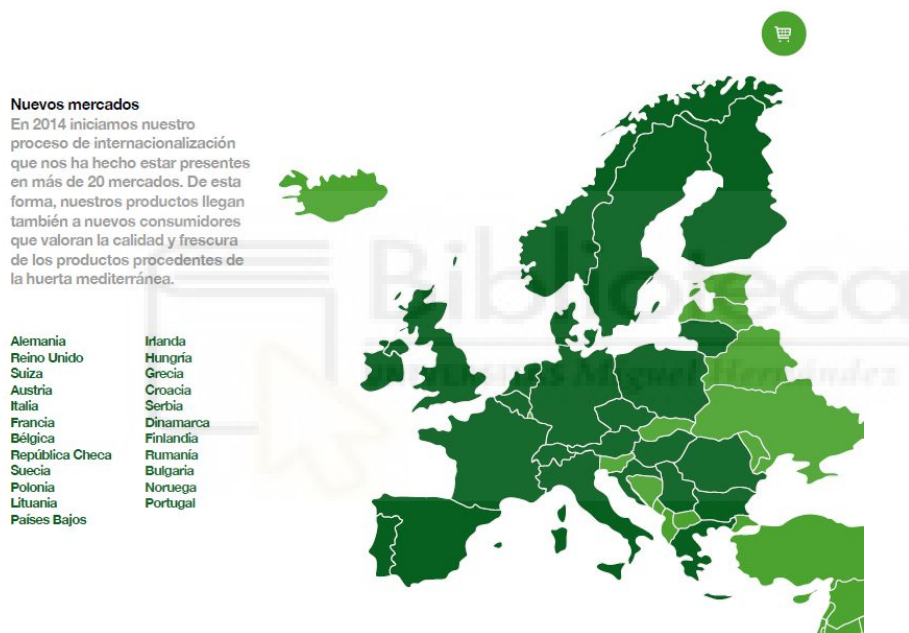 Nuevos mercados
En 2014 iniciamos nuestro
proceso de internacionalización
que nos ha hecho estar presentes
en más de 20 mercados. De esta
forma, nuestros productos llegan
también a nuevos consumidores
que valoran la calidad y frescura
de los productos procedentes de
la huerta mediterránea.
Alemania
Reino Unido
Suiza
Austria
Italia
Francia
Bélgica
República Checa
Suecia
Polonia
Lituania
Países Bajos
Irlanda
Hungría
Grecia
Croacia
Serbia
Dinamarca
Finlandia
Rumanía
Bulgaria
Noruega
Portugal
Biblioteca
Miguel Hernández